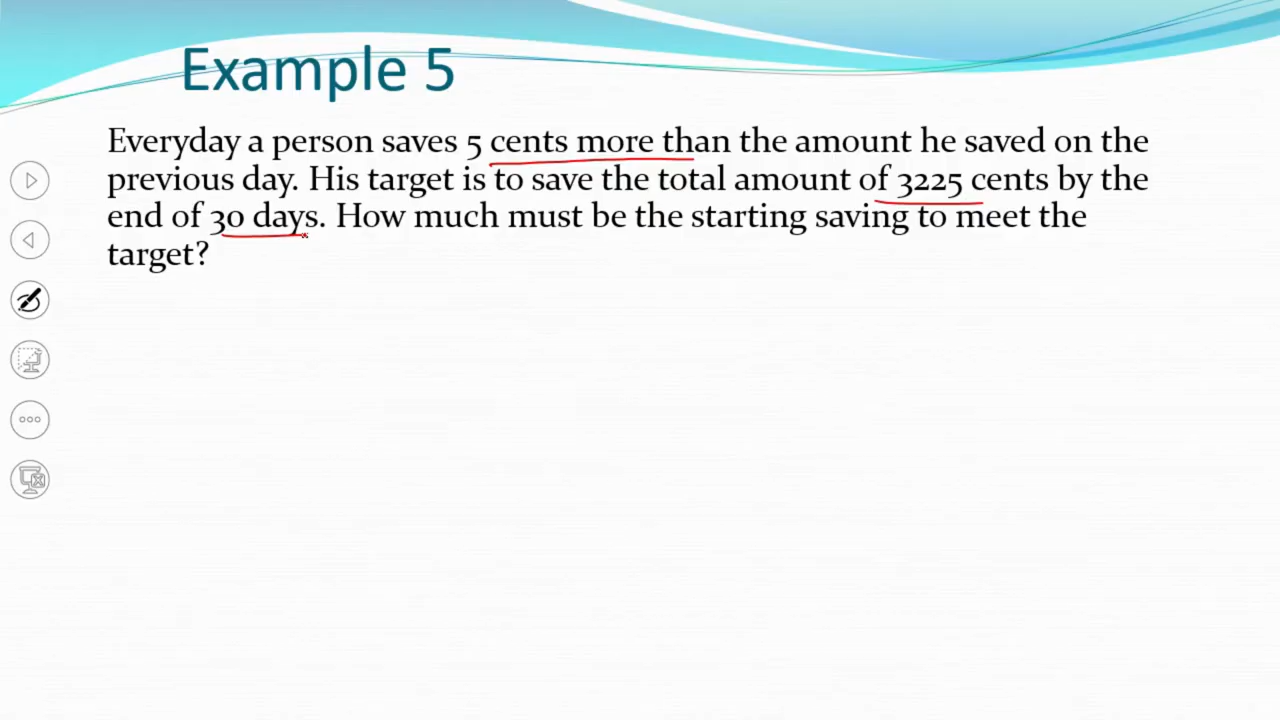 Example 5
Everyday a person saves 5 cents more than the amount he saved on the
previous day. His target is to save the total amount of 3225 cents by the
end of 30 days. How much must be the starting saving to meet the
target?